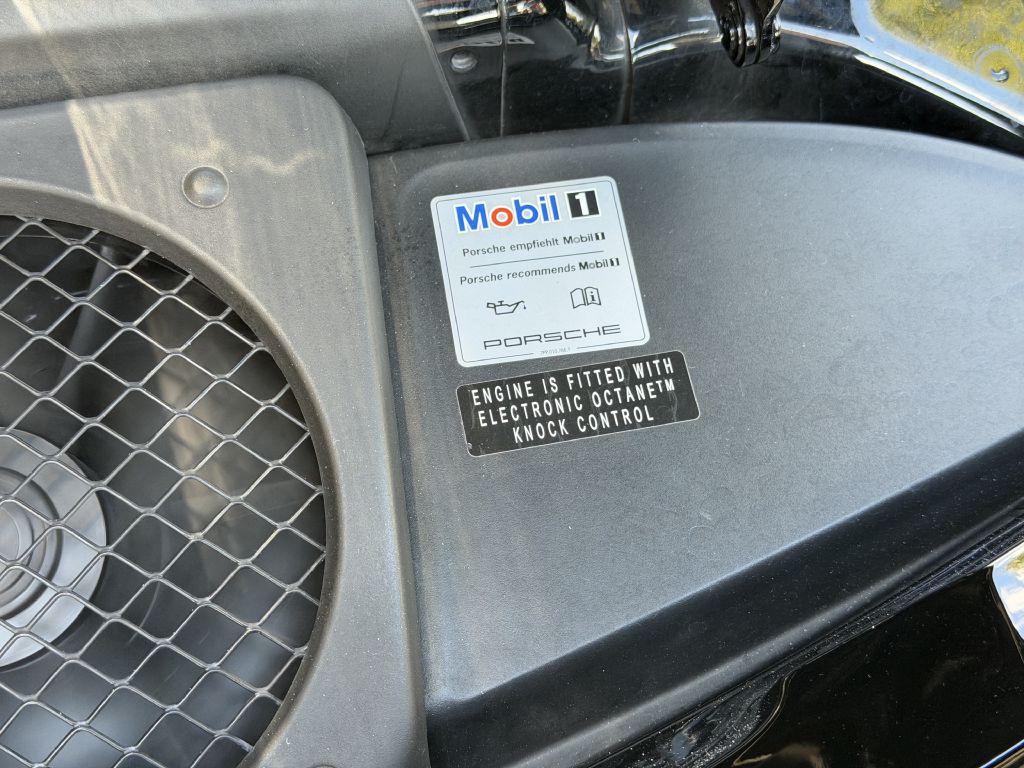 Mobil 1
Porsche empfiehlt Mobil 1
Porsche recommends Mobil 1
PORSCHE
ENGINE IS FITTED WITH
ELECTRONIC OCTANE™
KNOCK CONTROL